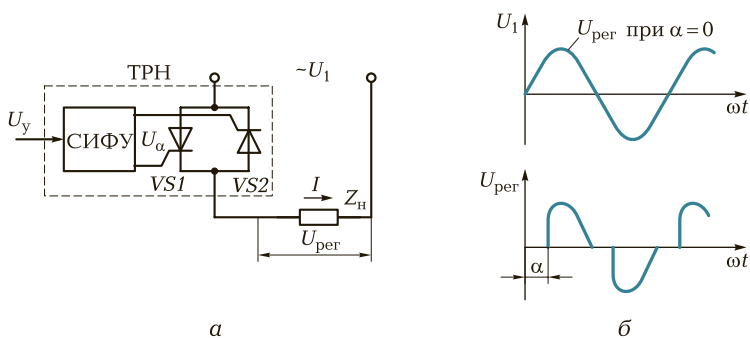 ТРН
~U₁
Uу
СИФУ
Uα
VS1
VS2
I
Zн
Uрег
а
U₁
Uрег при α = 0
ωt
Uрег
α
ωt
б